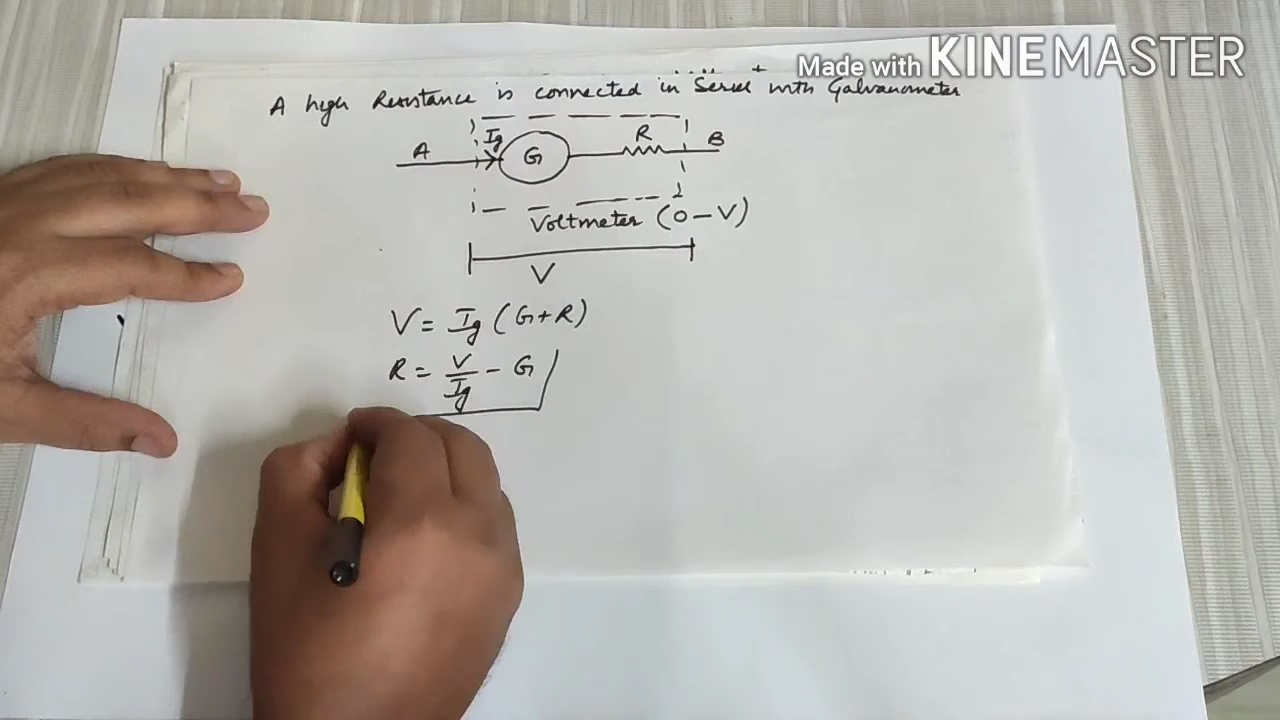 Made with KINEMASTER
A high Resistance is connected in Series with Galvanometer
A Ig G R B
Voltmeter (0-V)
V
V = Ig (G+R)
R = V/Ig - G